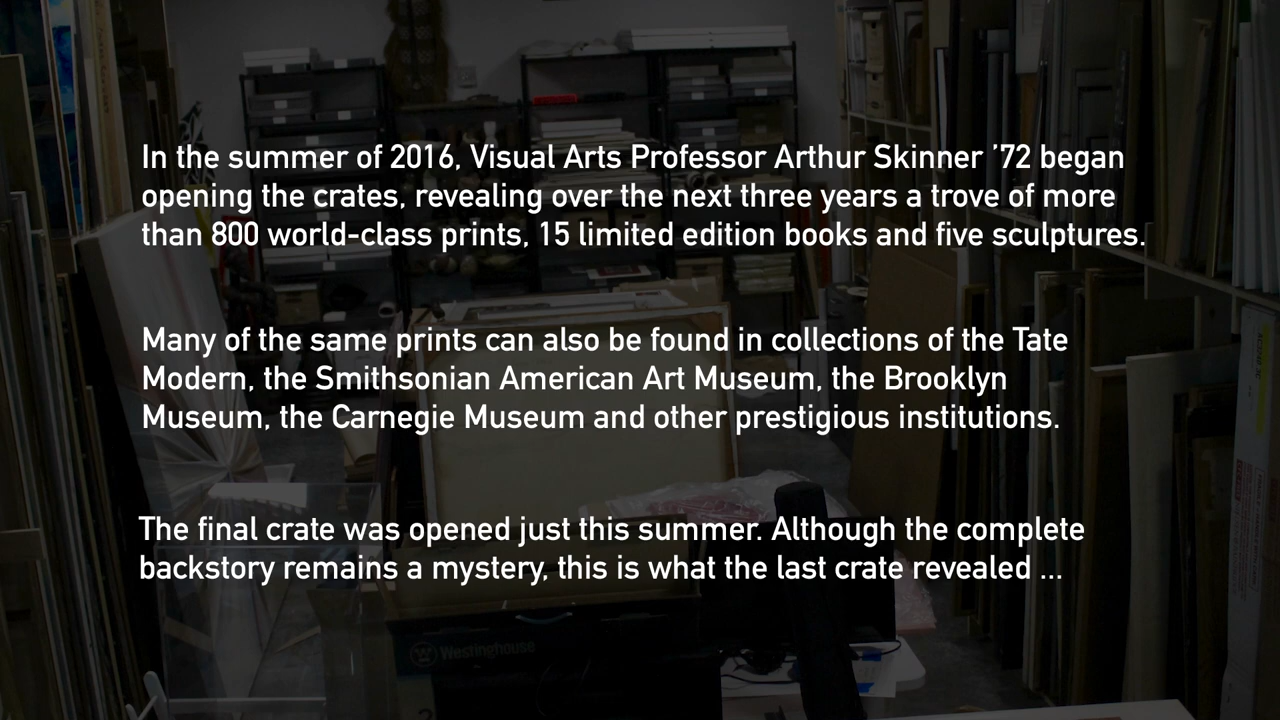 In the summer of 2016, Visual Arts Professor Arthur Skinner ’72 began
opening the crates, revealing over the next three years a trove of more
than 800 world-class prints, 15 limited edition books and five sculptures.
Many of the same prints can also be found in collections of the Tate
Modern, the Smithsonian American Art Museum, the Brooklyn
Museum, the Carnegie Museum and other prestigious institutions.
The final crate was opened just this summer. Although the complete
backstory remains a mystery, this is what the last crate revealed ...
Westinghouse